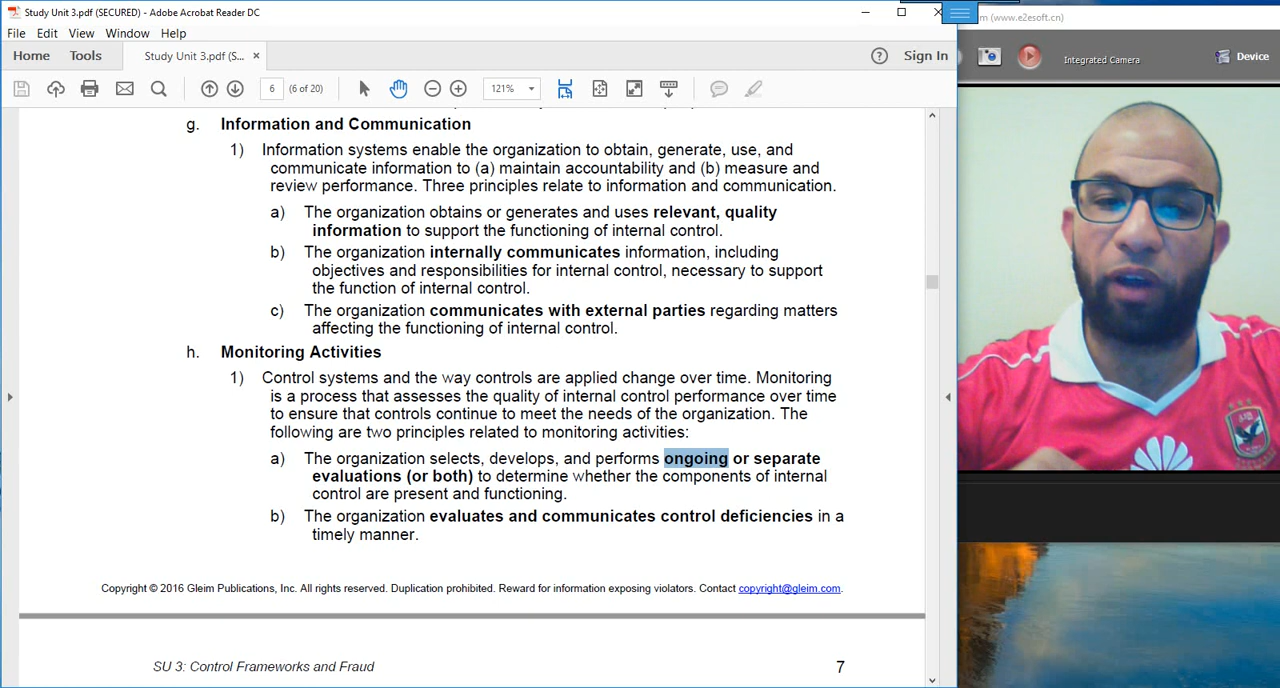 Study Unit 3.pdf (SECURED) - Adobe Acrobat Reader DC
m (www.e2esoft.cn)
File Edit View Window Help
Home Tools Study Unit 3.pdf (S... × ? Sign In
Integrated Camera Device
6 (6 of 20) 121%
g. Information and Communication
1) Information systems enable the organization to obtain, generate, use, and
communicate information to (a) maintain accountability and (b) measure and
review performance. Three principles relate to information and communication.
a) The organization obtains or generates and uses relevant, quality
information to support the functioning of internal control.
b) The organization internally communicates information, including
objectives and responsibilities for internal control, necessary to support
the function of internal control.
c) The organization communicates with external parties regarding matters
affecting the functioning of internal control.
h. Monitoring Activities
1) Control systems and the way controls are applied change over time. Monitoring
is a process that assesses the quality of internal control performance over time
to ensure that controls continue to meet the needs of the organization. The
following are two principles related to monitoring activities:
a) The organization selects, develops, and performs ongoing or separate
evaluations (or both) to determine whether the components of internal
control are present and functioning.
b) The organization evaluates and communicates control deficiencies in a
timely manner.
Copyright © 2016 Gleim Publications, Inc. All rights reserved. Duplication prohibited. Reward for information exposing violators. Contact copyright@gleim.com.
SU 3: Control Frameworks and Fraud 7